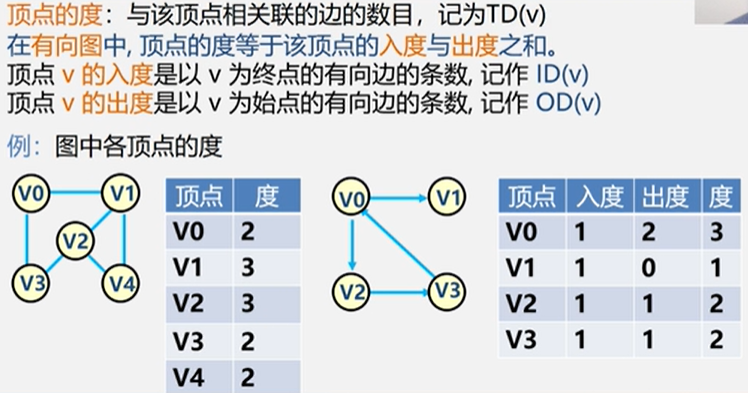 顶点的度：与该顶点相关联的边的数目，记为TD(v)
在有向图中, 顶点的度等于该顶点的入度与出度之和。
顶点 v 的入度是以 v 为终点的有向边的条数, 记作 ID(v)
顶点 v 的出度是以 v 为始点的有向边的条数, 记作 OD(v)
例：图中各顶点的度
V0 V1
V2
V3 V4
顶点 度
V0 2
V1 3
V2 3
V3 2
V4 2
V0 V1
V2 V3
顶点 入度 出度 度
V0 1 2 3
V1 1 0 1
V2 1 1 2
V3 1 1 2